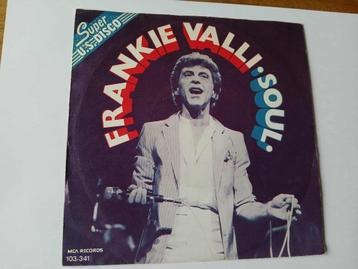 Super
U.S. DISCO
FRANKIE VALLI·SOUL·
MCA RECORDS
103.341